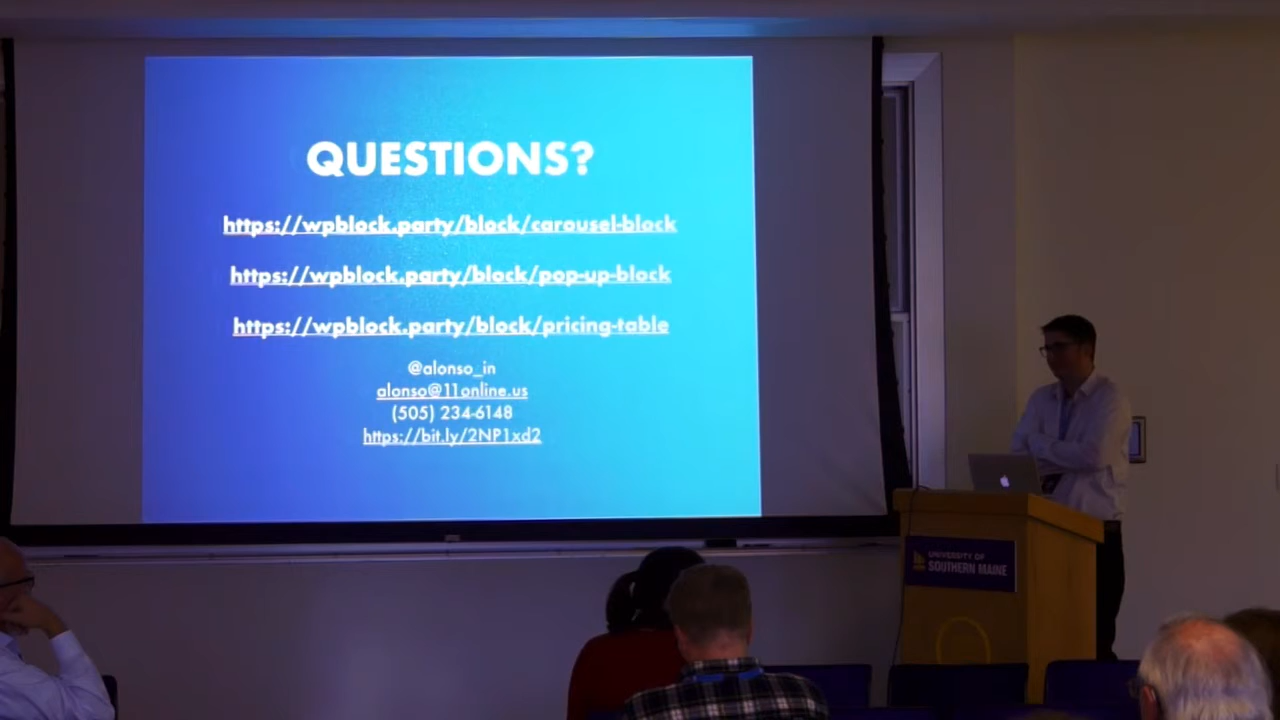 QUESTIONS?
https://wpblock.party/block/carousel-block
https://wpblock.party/block/pop-up-block
https://wpblock.party/block/pricing-table
@alonso_in
alonso@11online.us
(505) 234-6148
https://bit.ly/2NP1xd2
UNIVERSITY OF
SOUTHERN MAINE